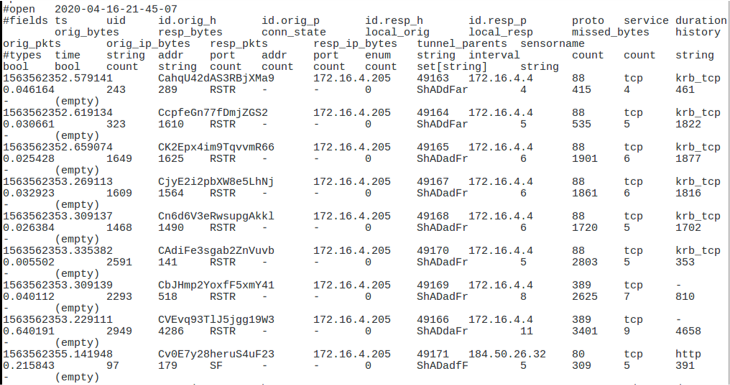 #open 2020-04-16-21-45-07
#fields ts uid id.orig_h id.orig_p id.resp_h id.resp_p proto service duration
orig_bytes resp_bytes conn_state local_orig local_resp missed_bytes history
orig_pkts orig_ip_bytes resp_pkts resp_ip_bytes tunnel_parents sensorname
#types time string addr port addr port enum string interval count count string
bool bool count string count count count count set[string] string
1563562352.579141 CahqU42dAS3RBjXMa9 172.16.4.205 49163 172.16.4.4 88 tcp krb_tcp
0.046164 243 289 RSTR - - 0 ShADdFar 4 415 4 461
- (empty)
1563562352.619134 CcpfeGn77fDmjZGS2 172.16.4.205 49164 172.16.4.4 88 tcp krb_tcp
0.030661 323 1610 RSTR - - 0 ShADdFar 5 535 5 1822
- (empty)
1563562352.659074 CK2Epx4im9TqvvmR66 172.16.4.205 49165 172.16.4.4 88 tcp krb_tcp
0.025428 1649 1625 RSTR - - 0 ShADadFr 6 1901 6 1877
- (empty)
1563562353.269113 CjyE2i2pbXW8e5LhNj 172.16.4.205 49167 172.16.4.4 88 tcp krb_tcp
0.032923 1609 1564 RSTR - - 0 ShADadFr 6 1861 6 1816
- (empty)
1563562353.309137 Cn6d6V3eRwsupgAkkl 172.16.4.205 49168 172.16.4.4 88 tcp krb_tcp
0.026384 1468 1490 RSTR - - 0 ShADadFr 6 1720 5 1702
- (empty)
1563562353.335382 CAdiFe3sgab2ZnVuvb 172.16.4.205 49170 172.16.4.4 88 tcp krb_tcp
0.005502 2591 141 RSTR - - 0 ShADadFr 5 2803 5 353
- (empty)
1563562353.309139 CbJHmp2YoxfF5xmY41 172.16.4.205 49169 172.16.4.4 389 tcp -
0.040112 2293 518 RSTR - - 0 ShADadFr 8 2625 7 810
- (empty)
1563562353.229111 CVEvq93TlJ5jgg19W3 172.16.4.205 49166 172.16.4.4 389 tcp -
0.640191 2949 4286 RSTR - - 0 ShADdaFr 11 3401 9 4658
- (empty)
1563562355.141948 Cv0E7y28heruS4uF23 172.16.4.205 49171 184.50.26.32 80 tcp http
0.215843 97 179 SF - - 0 ShADadfF 5 309 5 391
- (empty)